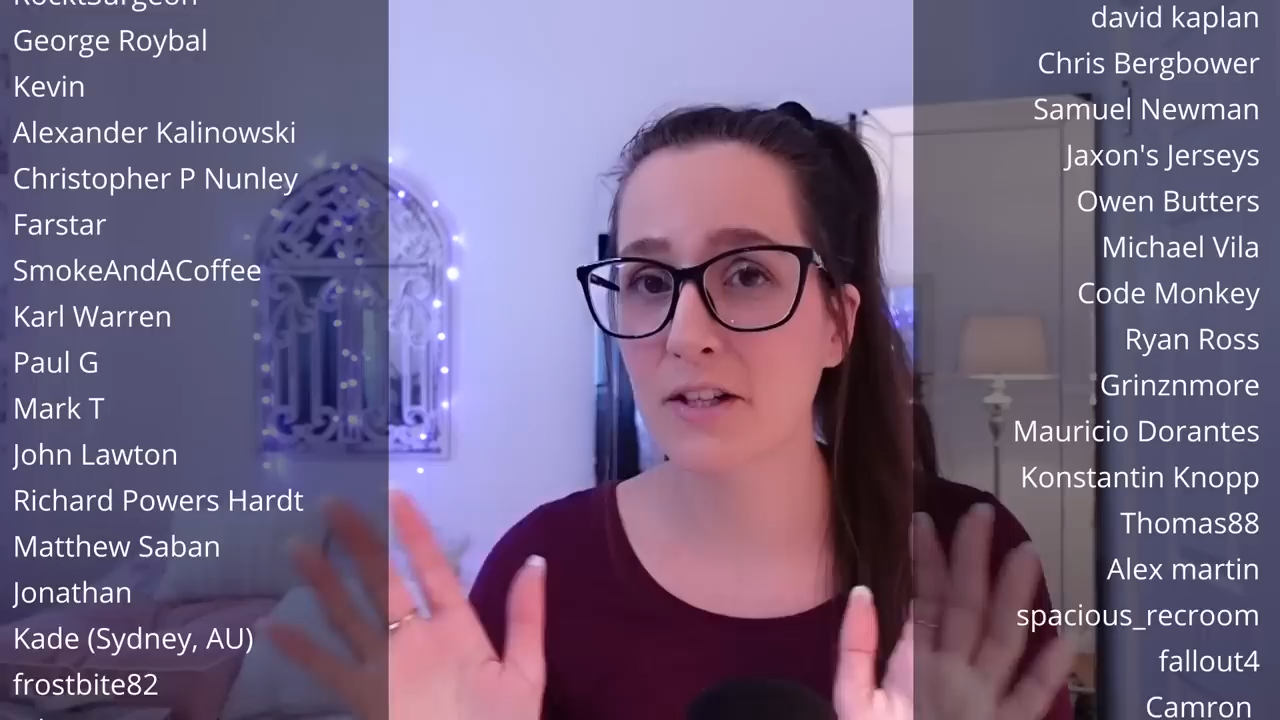 RocktSurgeon
George Roybal
Kevin
Alexander Kalinowski
Christopher P Nunley
Farstar
SmokeAndACoffee
Karl Warren
Paul G
Mark T
John Lawton
Richard Powers Hardt
Matthew Saban
Jonathan
Kade (Sydney, AU)
frostbite82
david kaplan
Chris Bergbower
Samuel Newman
Jaxon's Jerseys
Owen Butters
Michael Vila
Code Monkey
Ryan Ross
Grinznmore
Mauricio Dorantes
Konstantin Knopp
Thomas88
Alex martin
spacious_recroom
fallout4
Camron